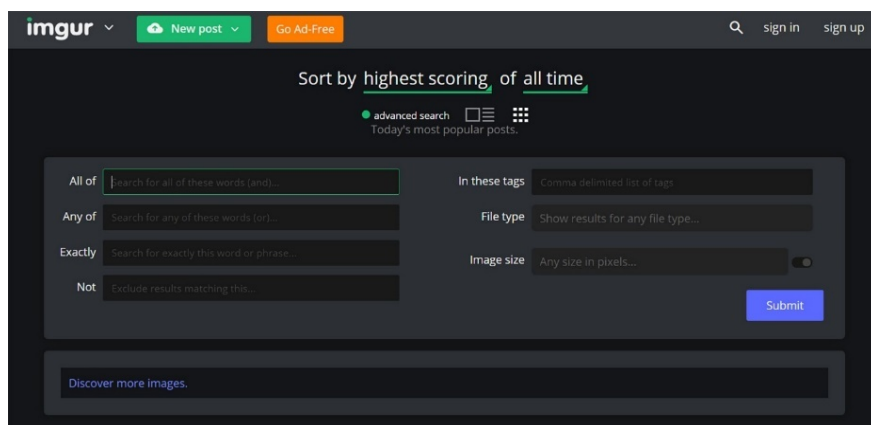 imgur New post Go Ad-Free sign in sign up
Sort by highest scoring of all time
advanced search
Today's most popular posts.
All of Search for all of these words (and)...
In these tags Comma delimited list of tags
Any of Search for any of these words (or)...
File type Show results for any file type...
Exactly Search for exactly this word or phrase...
Image size Any size in pixels...
Not Exclude results matching this...
Submit
Discover more images.